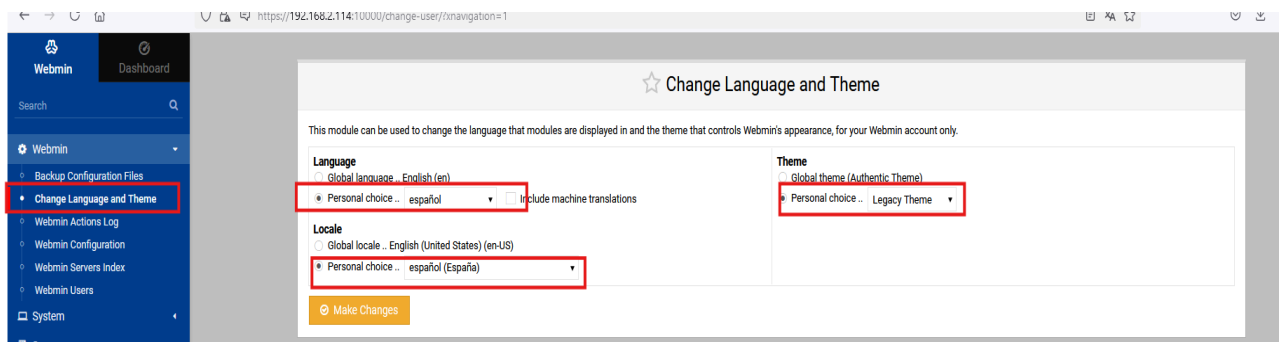 https://192.168.2.114:10000/change-user/?xnavigation=1
Webmin
Dashboard
Search
Webmin
Backup Configuration Files
Change Language and Theme
Webmin Actions Log
Webmin Configuration
Webmin Servers Index
Webmin Users
System
Change Language and Theme
This module can be used to change the language that modules are displayed in and the theme that controls Webmin's appearance, for your Webmin account only.
Language
Global language .. English (en)
Personal choice .. español Include machine translations
Locale
Global locale .. English (United States) (en-US)
Personal choice .. español (España)
Theme
Global theme (Authentic Theme)
Personal choice .. Legacy Theme
Make Changes